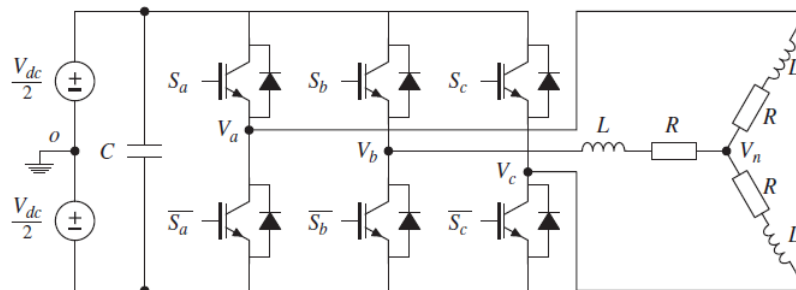 V_dc/2
S_a
S_b
S_c
L
R
o
C
V_a
V_b
L
R
V_n
V_c
R
V_dc/2
S̅_a
S̅_b
S̅_c
L